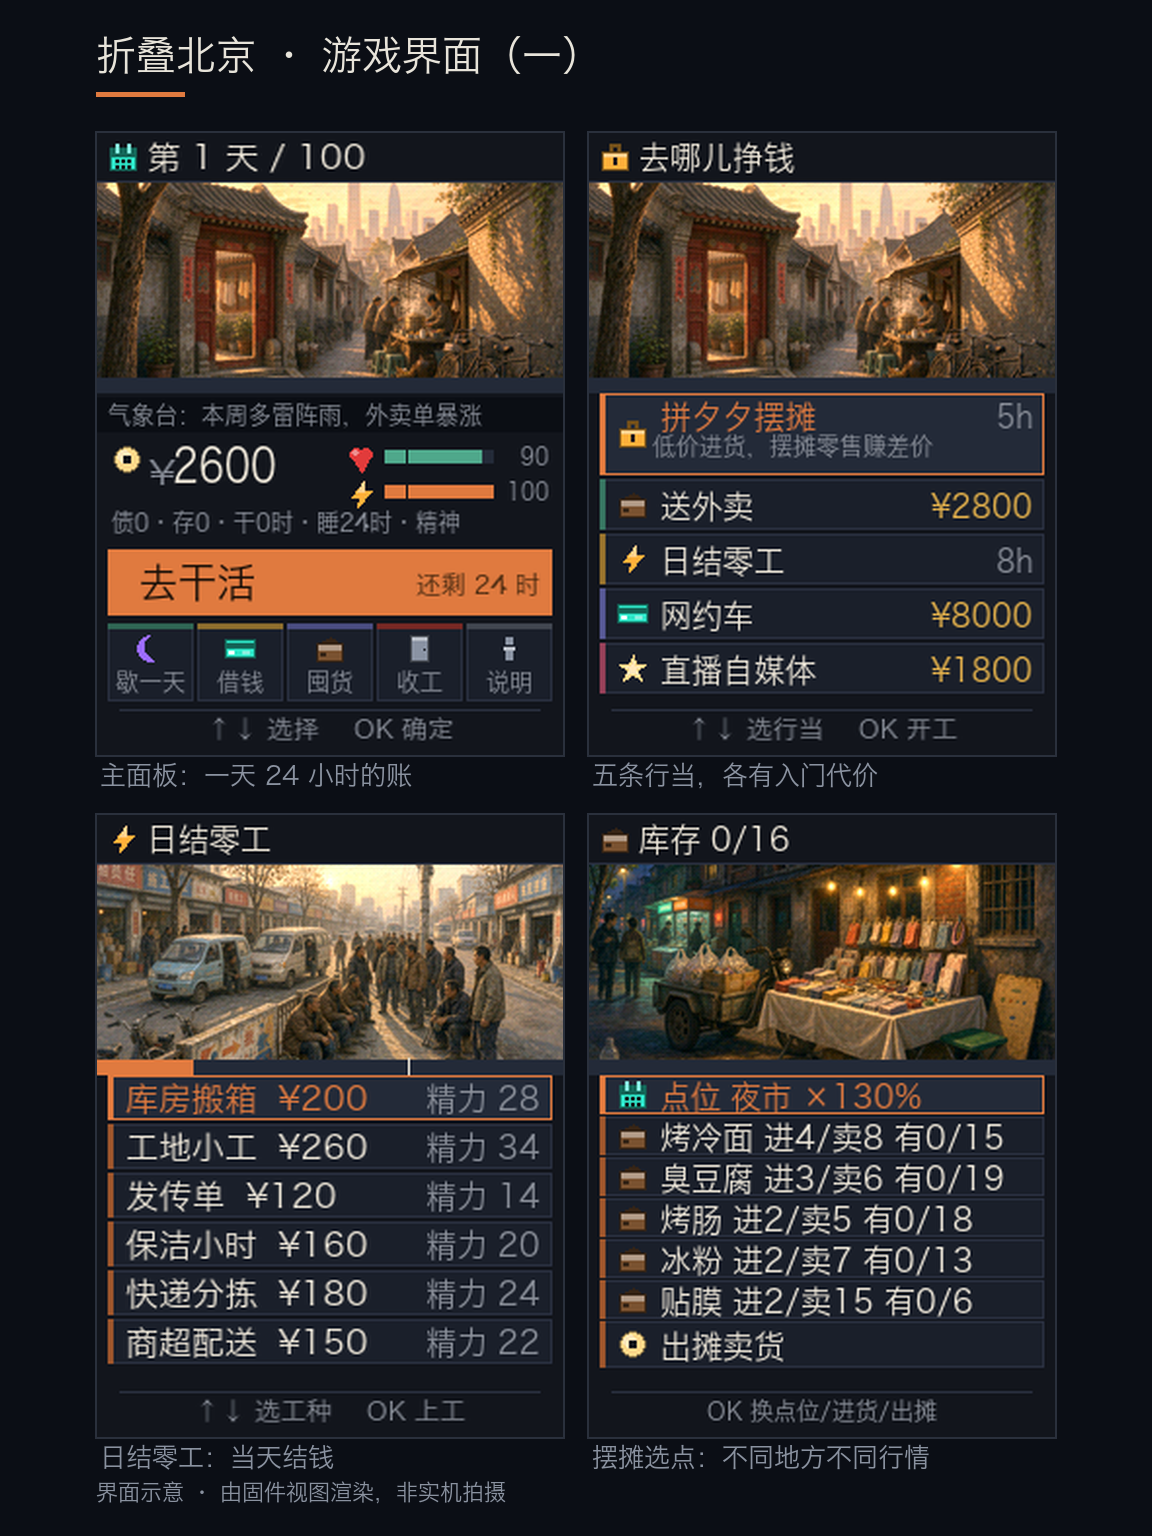 折叠北京 · 游戏界面（一）
第 1 天 / 100
气象台：本周多雷阵雨，外卖单暴涨
¥2600
90
100
债0 · 存0 · 干0时 · 睡24时 · 精神
去干活 还剩 24 时
歇一天 借钱 囤货 收工 说明
↑ ↓ 选择 OK 确定
主面板：一天 24 小时的账
去哪儿挣钱
拼夕夕摆摊 5h
低价进货，摆摊零售赚差价
送外卖 ¥2800
日结零工 8h
网约车 ¥8000
直播自媒体 ¥1800
↑ ↓ 选行当 OK 开工
五条行当，各有入门代价
日结零工
库房搬箱 ¥200 精力 28
工地小工 ¥260 精力 34
发传单 ¥120 精力 14
保洁小时 ¥160 精力 20
快递分拣 ¥180 精力 24
商超配送 ¥150 精力 22
↑ ↓ 选工种 OK 上工
日结零工：当天结钱
库存 0/16
点位 夜市 ×130%
烤冷面 进4/卖8 有0/15
臭豆腐 进3/卖6 有0/19
烤肠 进2/卖5 有0/18
冰粉 进2/卖7 有0/13
贴膜 进2/卖15 有0/6
出摊卖货
OK 换点位/进货/出摊
摆摊选点：不同地方不同行情
界面示意 · 由固件视图渲染，非实机拍摄